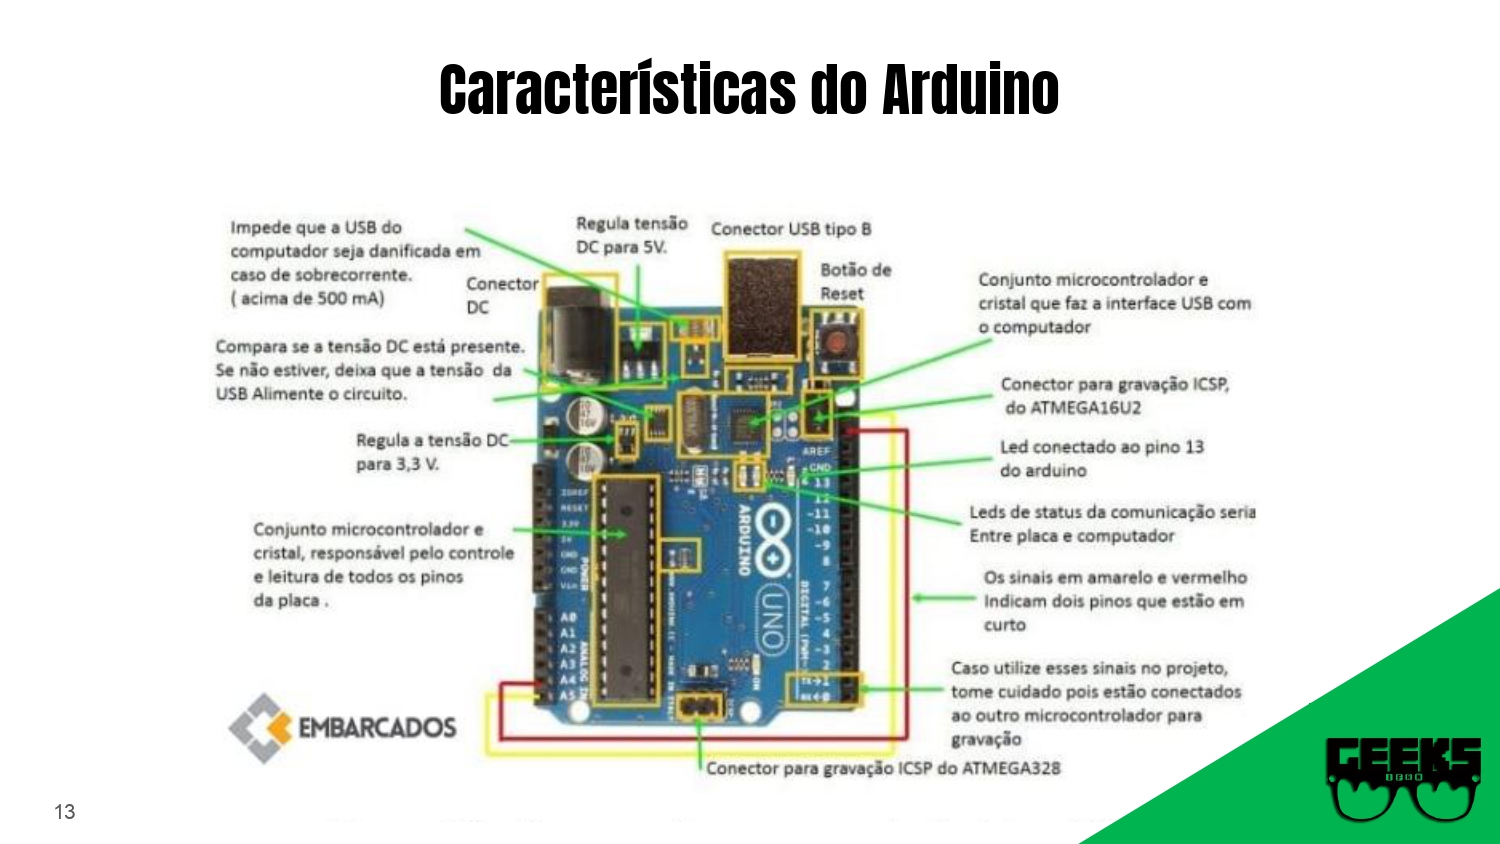 Características do Arduino
Impede que a USB do
computador seja danificada em
caso de sobrecorrente.
( acima de 500 mA)
Regula tensão
DC para 5V.
Conector USB tipo B
Botão de
Reset
Conector
DC
Conjunto microcontrolador e
cristal que faz a interface USB com
o computador
Compara se a tensão DC está presente.
Se não estiver, deixa que a tensão da
USB Alimente o circuito.
Conector para gravação ICSP,
do ATMEGA16U2
Regula a tensão DC
para 3,3 V.
Led conectado ao pino 13
do arduino
Leds de status da comunicação seria
Entre placa e computador
Conjunto microcontrolador e
cristal, responsável pelo controle
e leitura de todos os pinos
da placa .
Os sinais em amarelo e vermelho
Indicam dois pinos que estão em
curto
Caso utilize esses sinais no projeto,
tome cuidado pois estão conectados
ao outro microcontrolador para
gravação
Conector para gravação ICSP do ATMEGA328
AREF
GND
13
12
~11
~10
~9
8
7
~6
~5
4
~3
2
TX→1
RX←0
IOREF
RESET
3.3V
5V
GND
GND
Vin
POWER
A0
A1
A2
A3
A4
A5
ANALOG IN
ARDUINO
UNO
ON
EMBARCADOS
GEEKS
IFRN
13